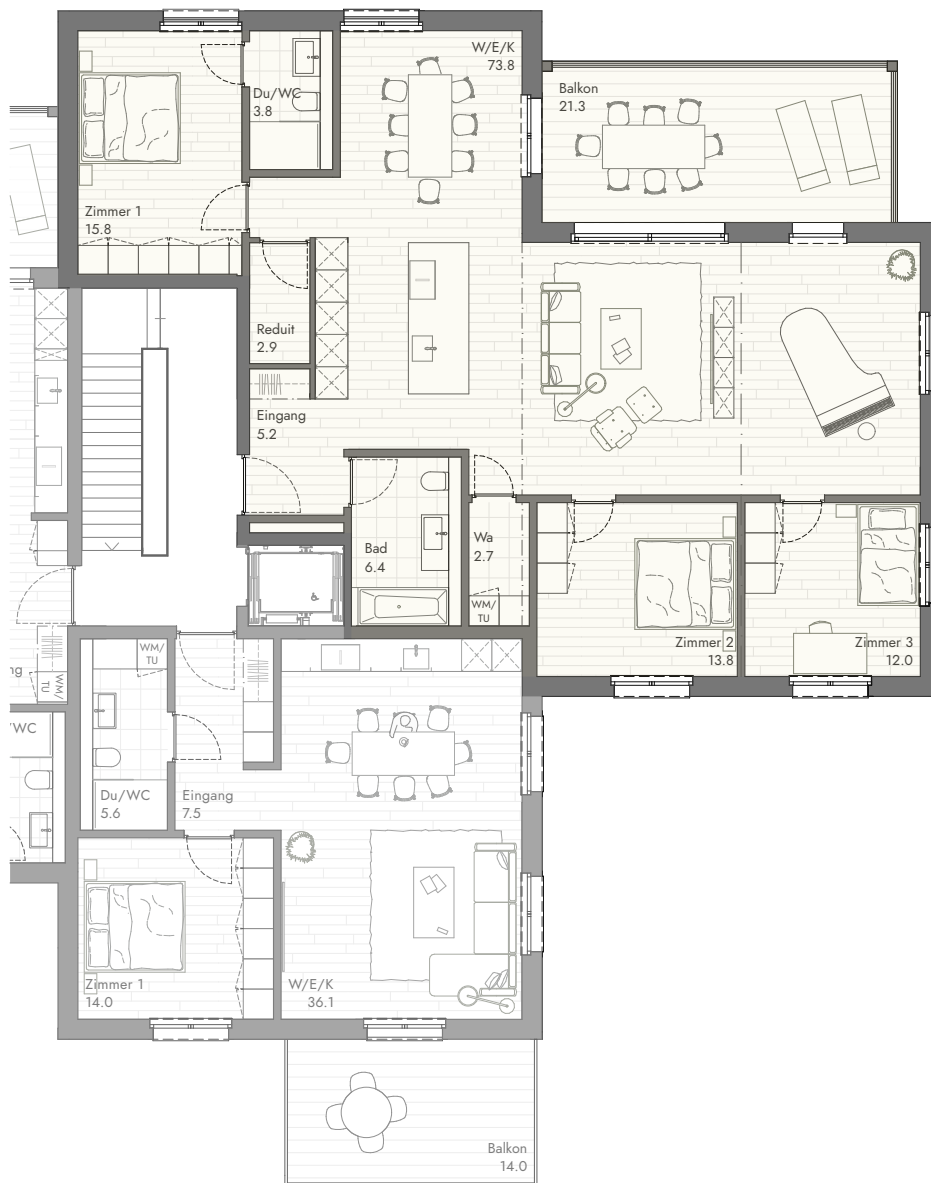 W/E/K
73.8
Balkon
21.3
Du/WC
3.8
Zimmer 1
15.8
Reduit
2.9
Eingang
5.2
Bad
6.4
Wa
2.7
WM/
TU
Zimmer 2
13.8
Zimmer 3
12.0
WM/
TU
ng
WM/
TU
/WC
Du/WC
5.6
Eingang
7.5
Zimmer 1
14.0
W/E/K
36.1
Balkon
14.0